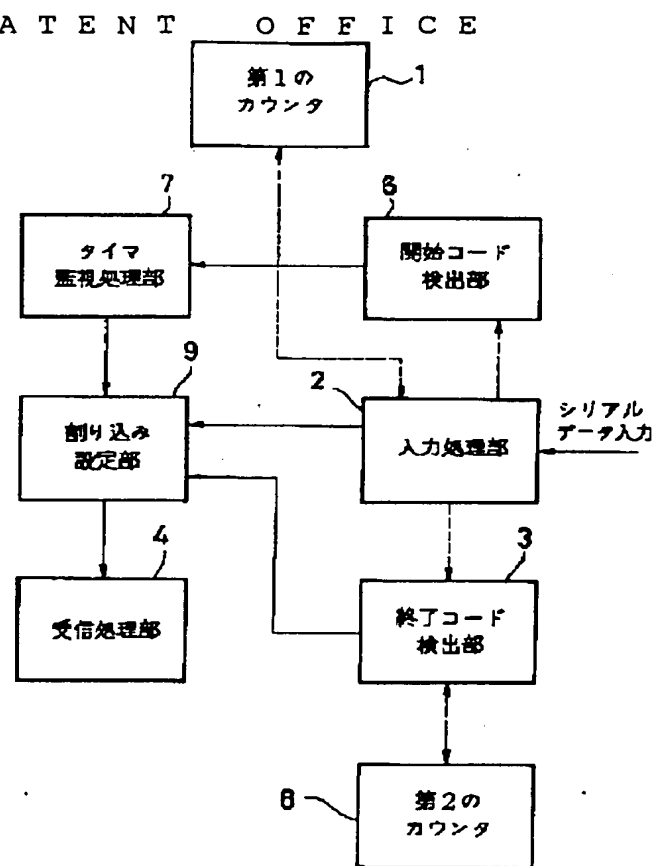 ATENT OFFICE
第1の
カウンタ
1
7
6
タイマ
監視処理部
開始コード
検出部
9
2
割り込み
設定部
入力処理部
シリアル
データ入力
4
3
受信処理部
終了コード
検出部
8
第2の
カウンタ